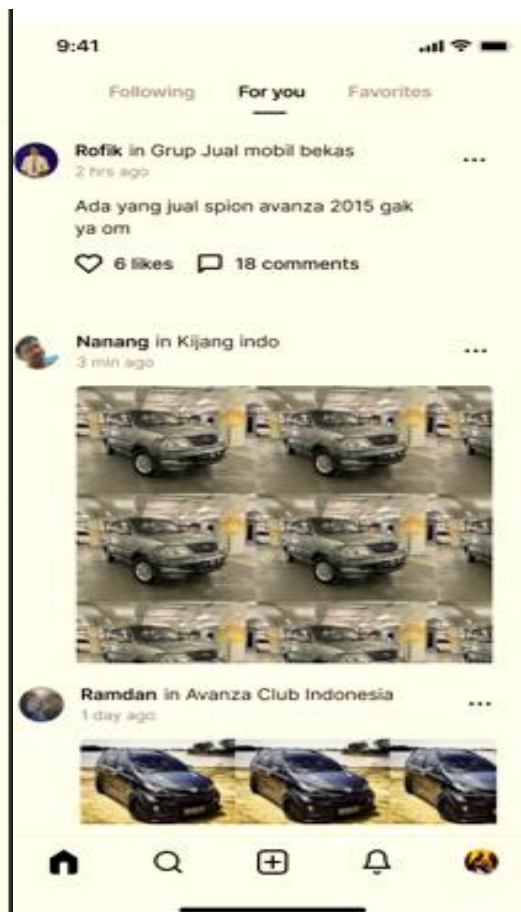 9:41
Following For you Favorites
Rofik in Grup Jual mobil bekas
2 hrs ago
Ada yang jual spion avanza 2015 gak
ya om
6 likes 18 comments
Nanang in Kijang indo
3 min ago
Ramdan in Avanza Club Indonesia
1 day ago